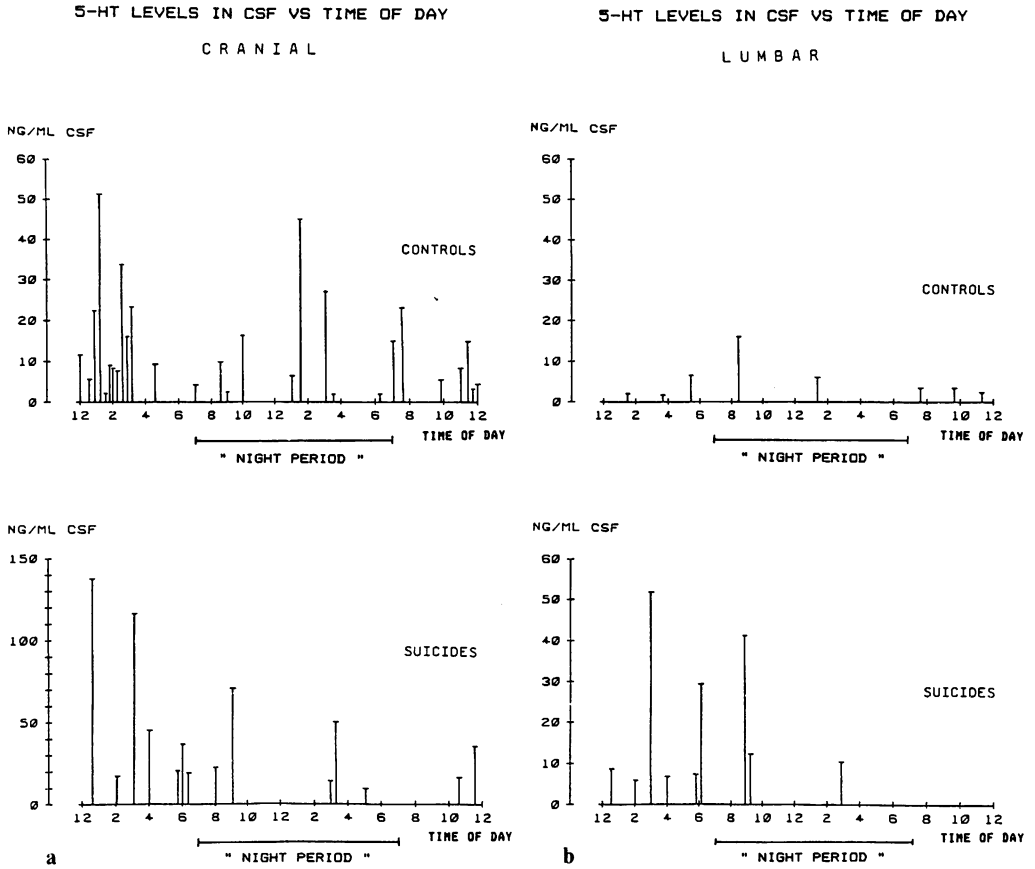 5-HT LEVELS IN CSF VS TIME OF DAY
CRANIAL
NG/ML CSF
60
50
40
30
20
10
0
CONTROLS
12 2 4 6 8 10 12 2 4 6 8 10 12
TIME OF DAY
" NIGHT PERIOD "
5-HT LEVELS IN CSF VS TIME OF DAY
LUMBAR
NG/ML CSF
60
50
40
30
20
10
0
CONTROLS
12 2 4 6 8 10 12 2 4 6 8 10 12
TIME OF DAY
" NIGHT PERIOD "
NG/ML CSF
150
100
50
0
SUICIDES
12 2 4 6 8 10 12 2 4 6 8 10 12
TIME OF DAY
" NIGHT PERIOD "
a
NG/ML CSF
60
50
40
30
20
10
0
SUICIDES
12 2 4 6 8 10 12 2 4 6 8 10 12
TIME OF DAY
" NIGHT PERIOD "
b